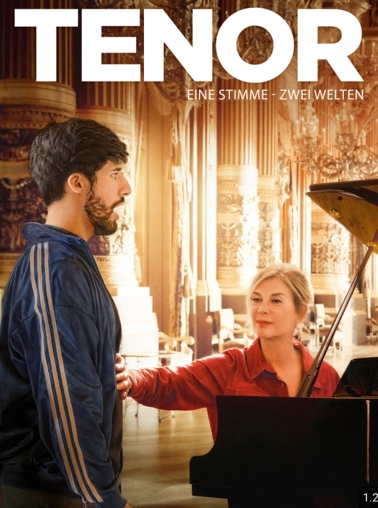 TENOR
EINE STIMME - ZWEI WELTEN
1.2